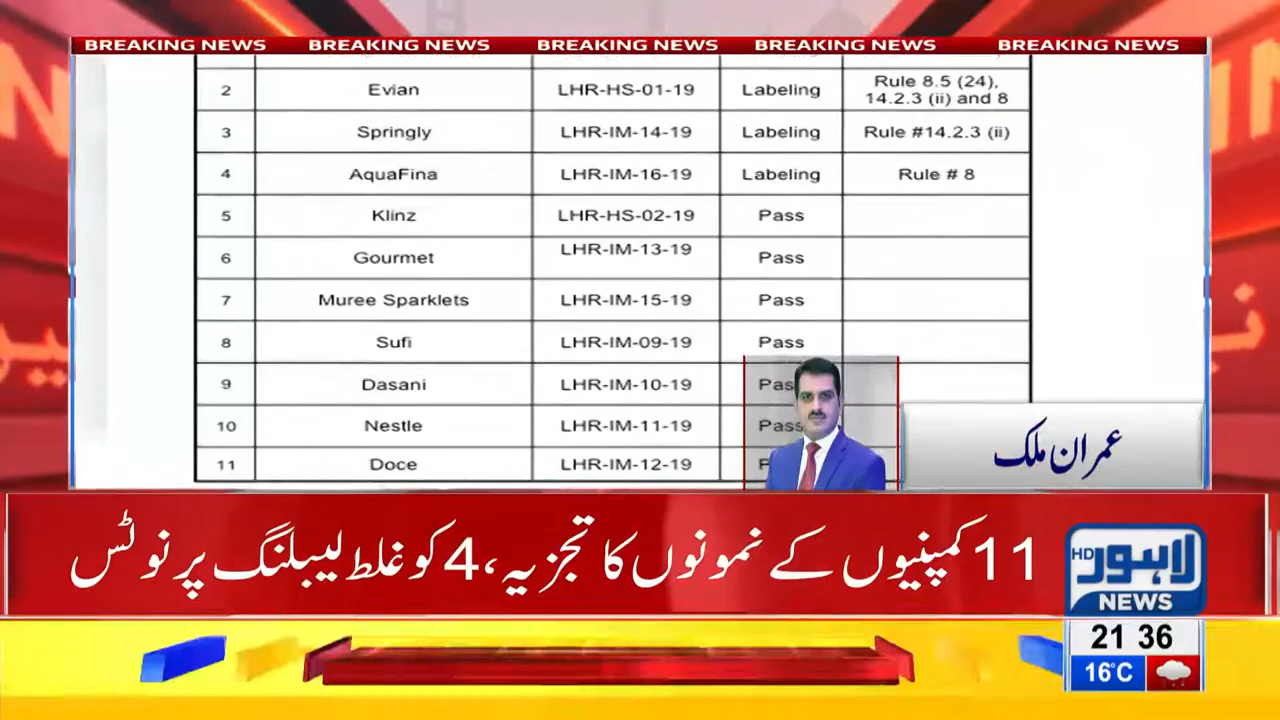 BREAKING NEWS BREAKING NEWS BREAKING NEWS BREAKING NEWS BREAKING NEWS
2 Evian LHR-HS-01-19 Labeling Rule 8.5 (24), 14.2.3 (ii) and 8
3 Springly LHR-IM-14-19 Labeling Rule #14.2.3 (ii)
4 AquaFina LHR-IM-16-19 Labeling Rule # 8
5 Klinz LHR-HS-02-19 Pass
6 Gourmet LHR-IM-13-19 Pass
7 Muree Sparklets LHR-IM-15-19 Pass
8 Sufi LHR-IM-09-19 Pass
9 Dasani LHR-IM-10-19 Pas
10 Nestle LHR-IM-11-19 Pass
11 Doce LHR-IM-12-19
عمران ملک
11 کمپنیوں کے نمونوں کا تجزیہ، 4 کو غلط لیبلنگ پر نوٹس
لاہور HD
NEWS
21 36
16°C